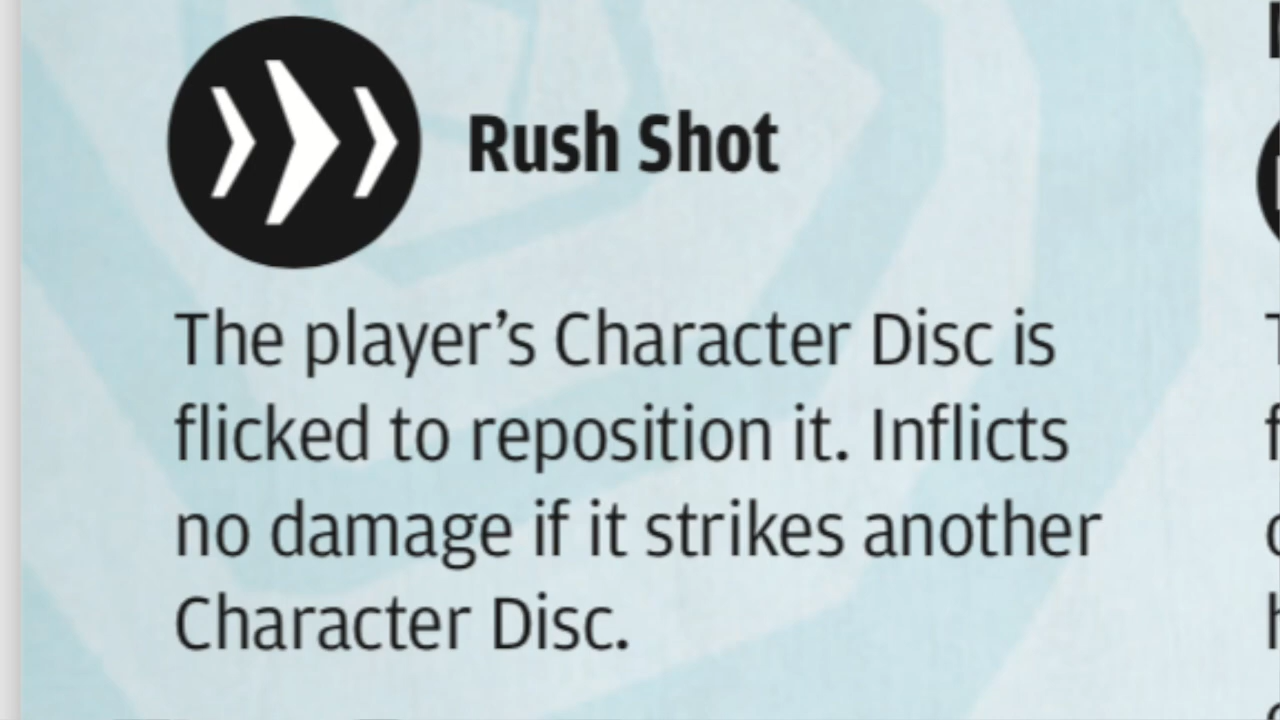 Rush Shot
The player’s Character Disc is
flicked to reposition it. Inflicts
no damage if it strikes another
Character Disc.